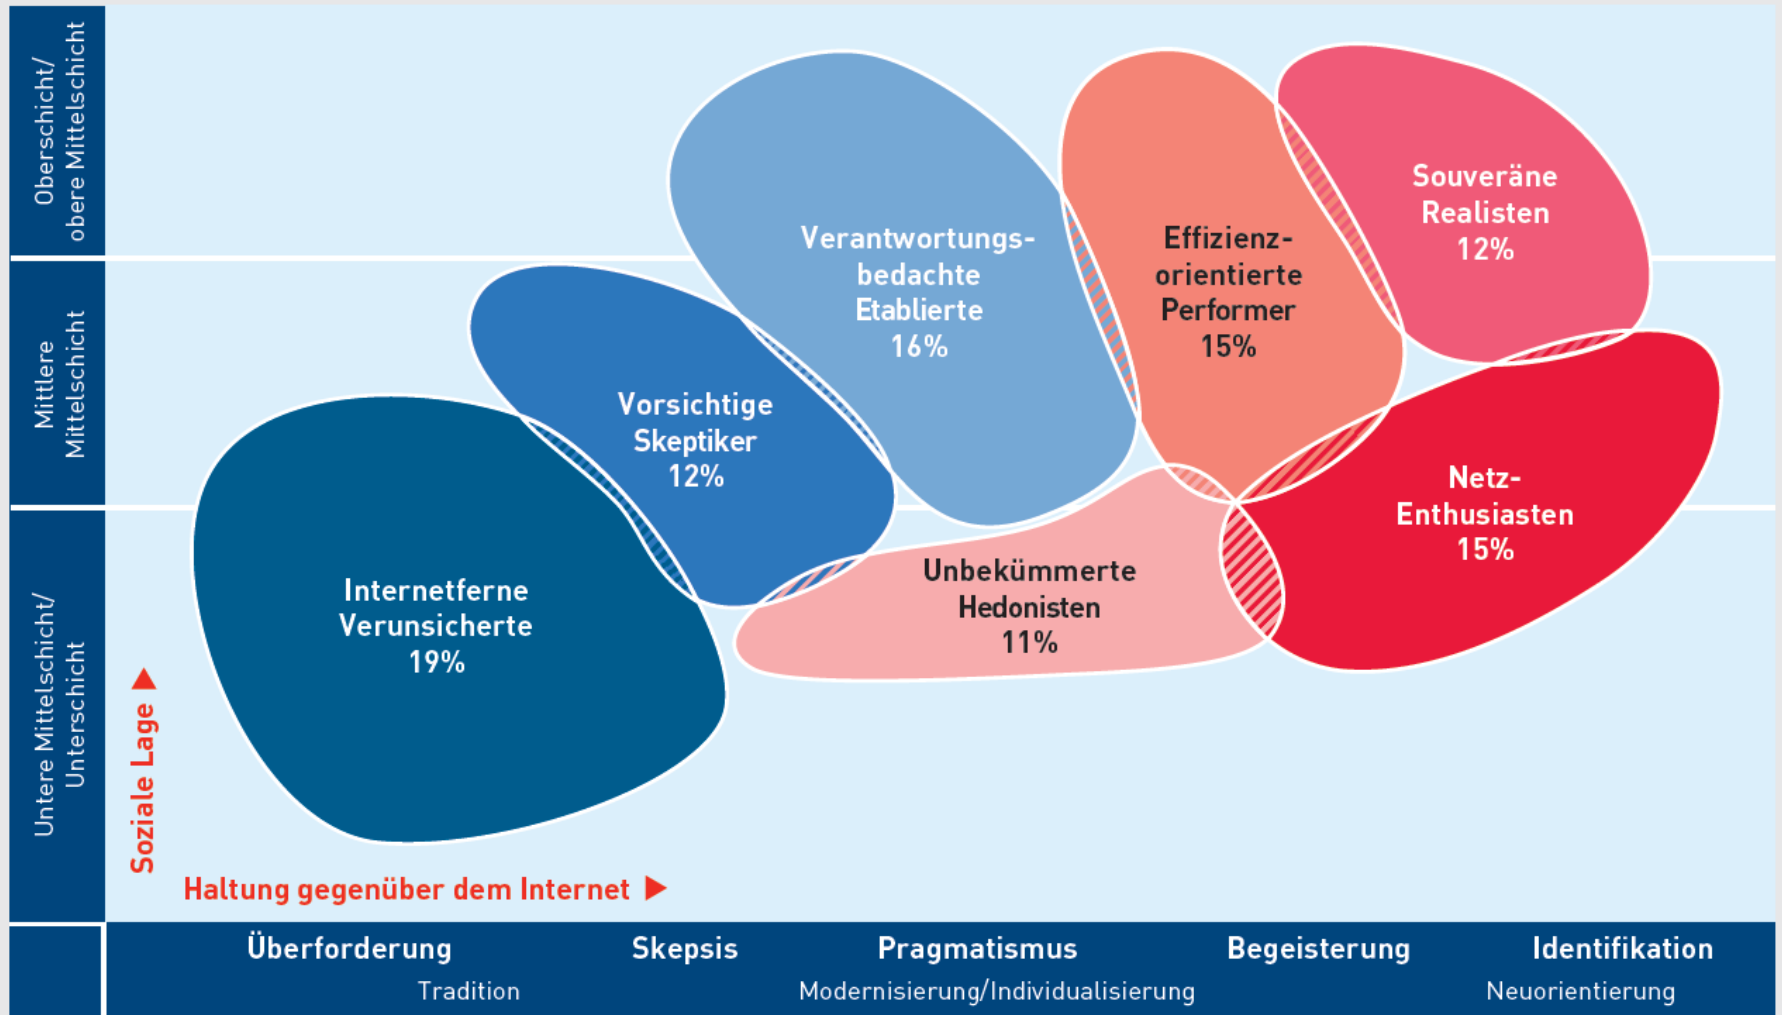 Oberschicht/
obere Mittelschicht
Mittlere
Mittelschicht
Untere Mittelschicht/
Unterschicht
Soziale Lage
Haltung gegenüber dem Internet
Internetferne
Verunsicherte
19%
Vorsichtige
Skeptiker
12%
Verantwortungs-
bedachte
Etablierte
16%
Effizienz-
orientierte
Performer
15%
Souveräne
Realisten
12%
Unbekümmerte
Hedonisten
11%
Netz-
Enthusiasten
15%
Überforderung
Skepsis
Pragmatismus
Begeisterung
Identifikation
Tradition
Modernisierung/Individualisierung
Neuorientierung